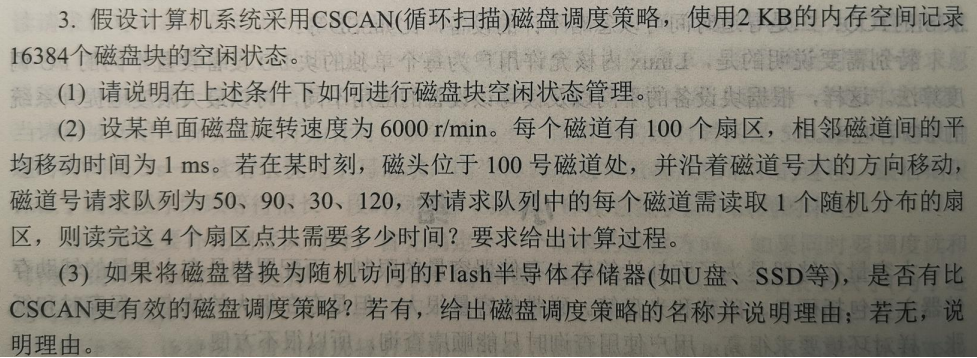 3. 假设计算机系统采用CSCAN(循环扫描)磁盘调度策略，使用2 KB的内存空间记录
16384个磁盘块的空闲状态。
(1) 请说明在上述条件下如何进行磁盘块空闲状态管理。
(2) 设某单面磁盘旋转速度为 6000 r/min。每个磁道有 100 个扇区，相邻磁道间的平
均移动时间为 1 ms。若在某时刻，磁头位于 100 号磁道处，并沿着磁道号大的方向移动，
磁道号请求队列为 50、90、30、120，对请求队列中的每个磁道需读取 1 个随机分布的扇
区，则读完这 4 个扇区点共需要多少时间？要求给出计算过程。
(3) 如果将磁盘替换为随机访问的Flash半导体存储器(如U盘、SSD等)，是否有比
CSCAN更有效的磁盘调度策略？若有，给出磁盘调度策略的名称并说明理由；若无，说
明理由。